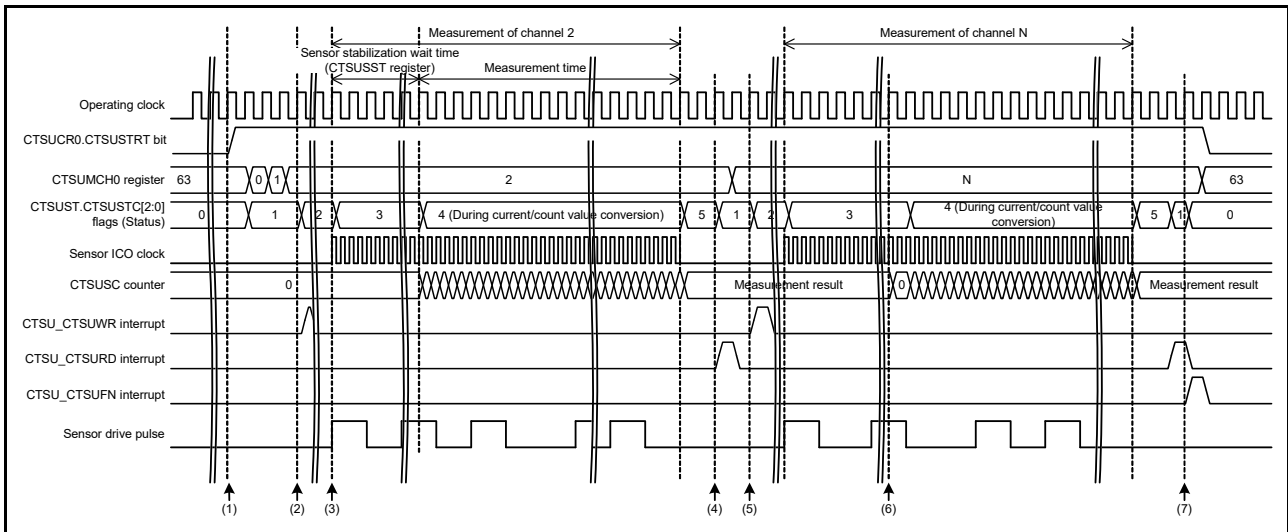 Measurement of channel 2
Measurement of channel N
Sensor stabilization wait time
(CTSUSST register)
Measurement time
Operating clock
CTSUCR0.CTSUSTRT bit
CTSUMCH0 register
63
0
1
2
N
63
CTSUST.CTSUSTC[2:0]
flags (Status)
0
1
2
3
4 (During current/count value conversion)
5
1
2
3
4 (During current/count value
conversion)
5
1
0
Sensor ICO clock
CTSUSC counter
0
Measurement result
0
Measurement result
CTSU_CTSUWR interrupt
CTSU_CTSURD interrupt
CTSU_CTSUFN interrupt
Sensor drive pulse
(1)
(2)
(3)
(4)
(5)
(6)
(7)